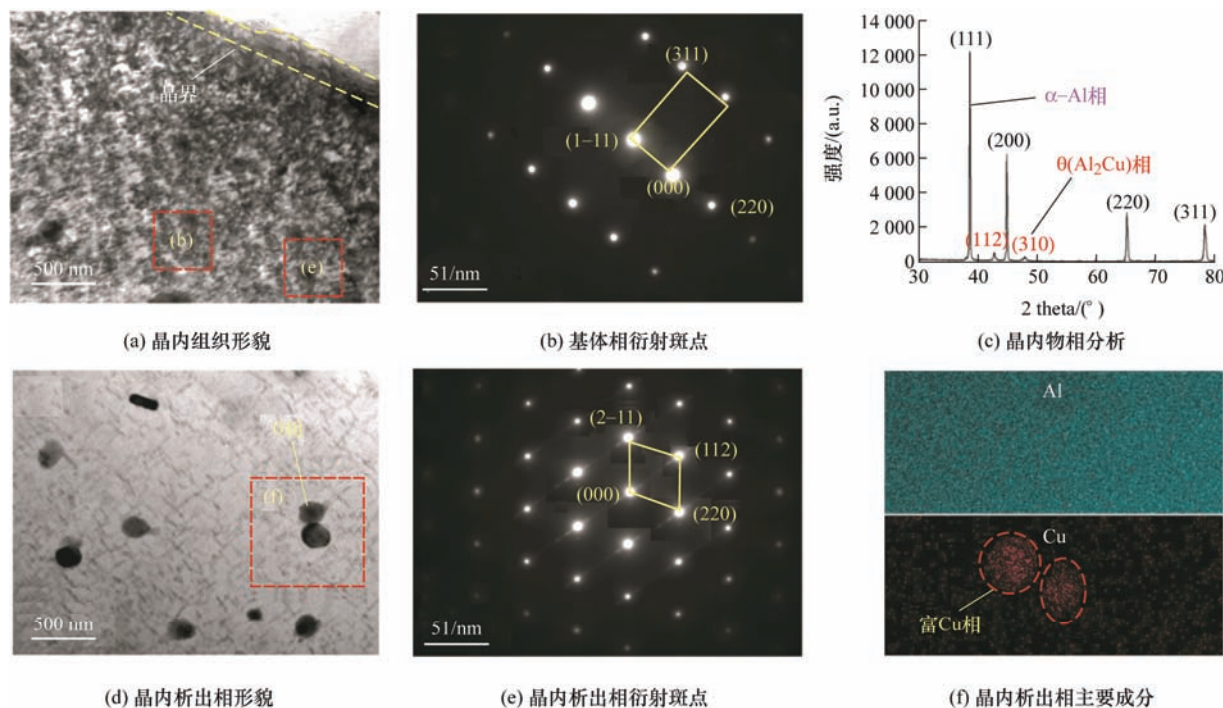 晶界
(b)
(e)
500 nm
(a) 晶内组织形貌
(311)
(1−11)
(000)
(220)
51/nm
(b) 基体相衍射斑点
14 000
12 000
10 000
8 000
6 000
4 000
2 000
0
强度/(a.u.)
(111)
α−Al相
(200)
θ(Al₂Cu)相
(112)
(310)
(220)
(311)
30 40 50 60 70 80
2 theta/(°)
(c) 晶内物相分析
(f)
500 nm
(d) 晶内析出相形貌
(2−11)
(112)
(000)
(220)
51/nm
(e) 晶内析出相衍射斑点
Al
Cu
富Cu相
(f) 晶内析出相主要成分